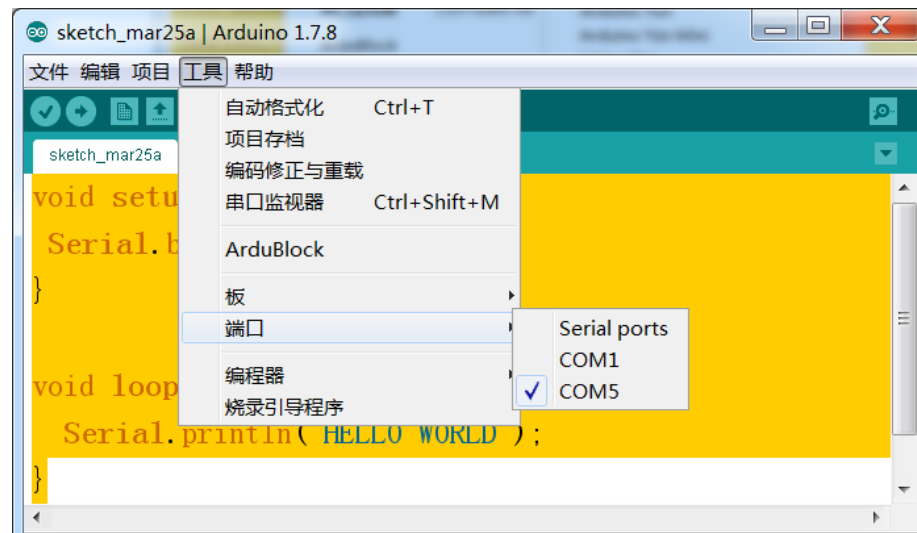 sketch_mar25a | Arduino 1.7.8
文件 编辑 项目 工具 帮助
自动格式化 Ctrl+T
项目存档
编码修正与重载
串口监视器 Ctrl+Shift+M
ArduBlock
板
端口
编程器
烧录引导程序
Serial ports
COM1
COM5
sketch_mar25a
void setu
Serial.b
}
void loop
Serial.println( HELLO WORLD );
}